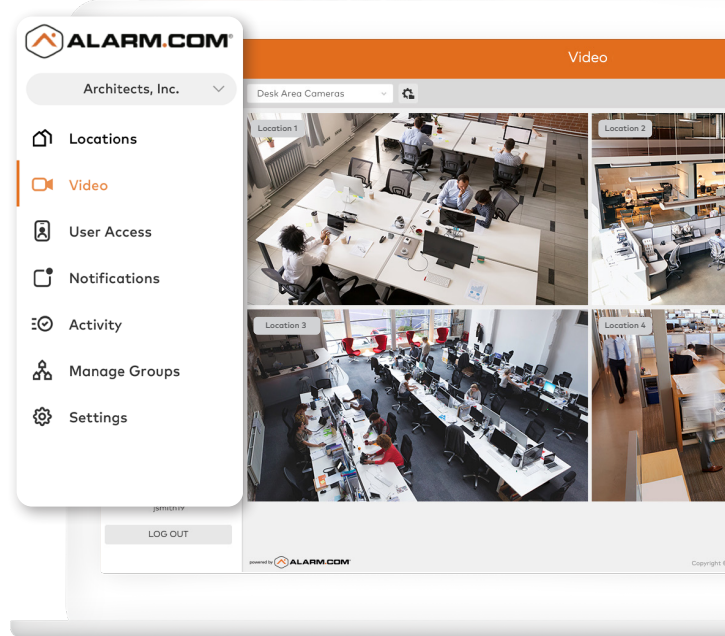 ALARM.COM
Architects, Inc.
Locations
Video
User Access
Notifications
Activity
Manage Groups
Settings
jsmith19
LOG OUT
Video
Desk Area Cameras
Location 1
Location 2
Location 3
Location 4
powered by ALARM.COM
Copyright ©